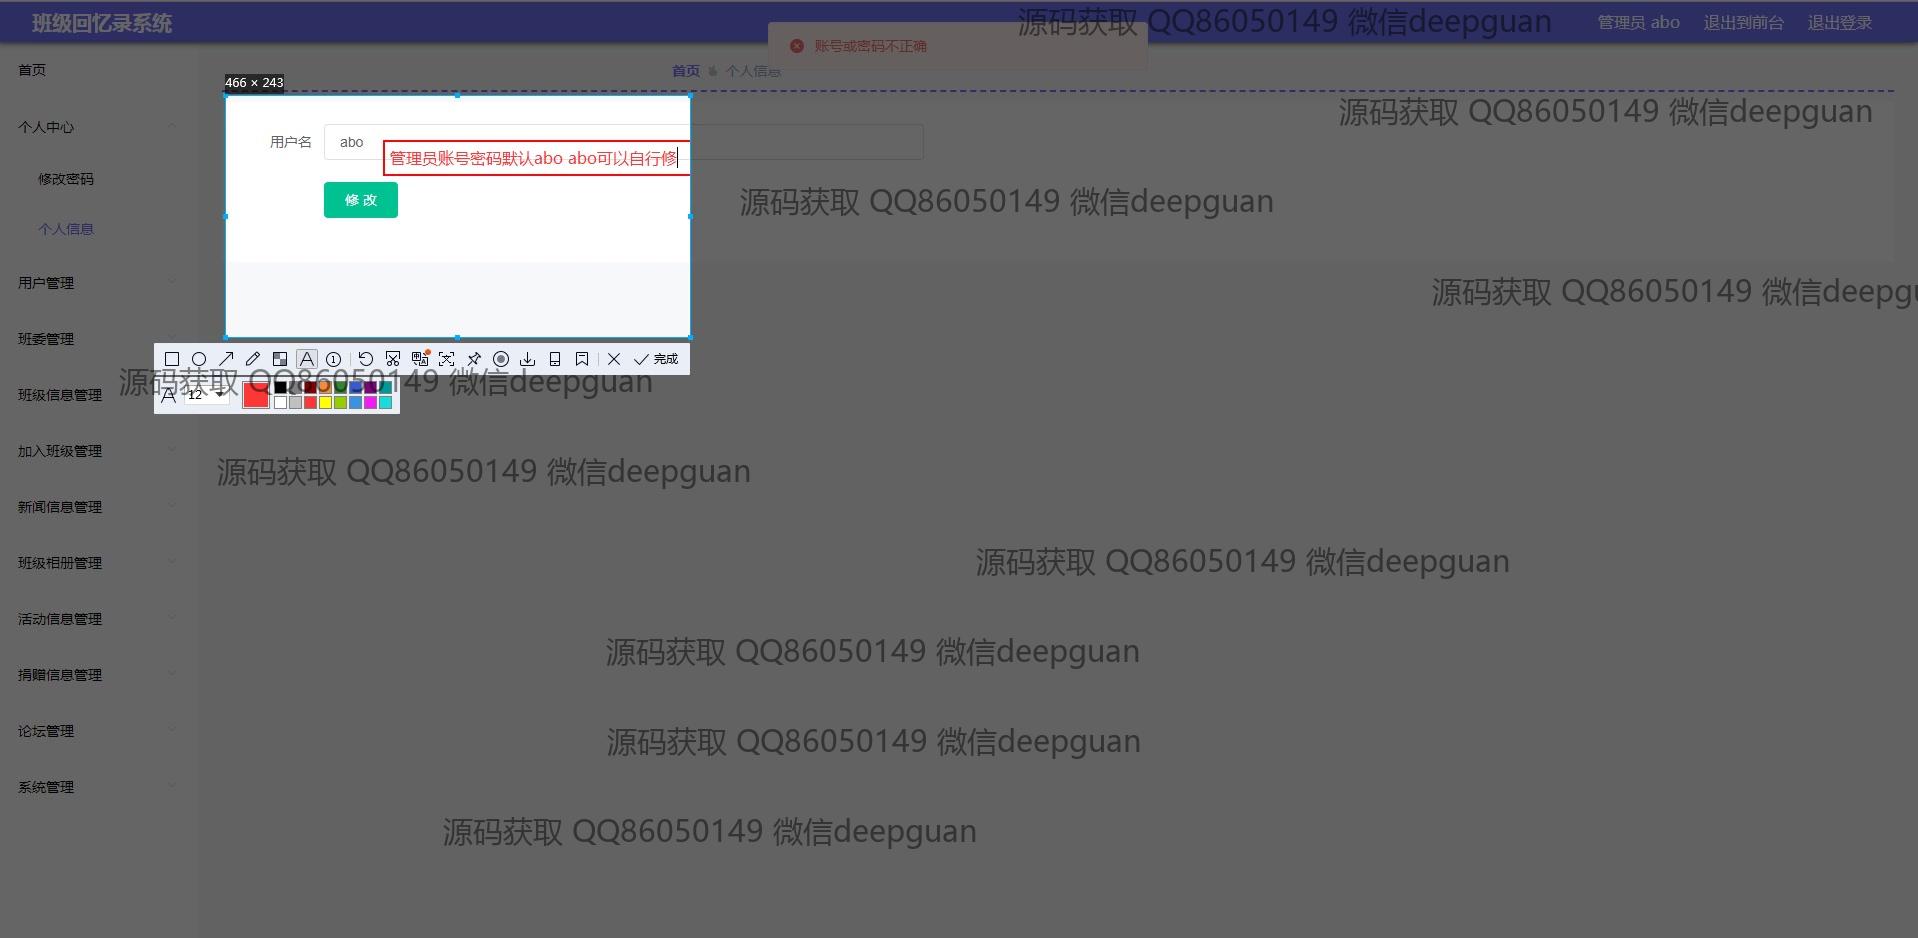 班级回忆录系统
源码获取 QQ86050149 微信deepguan
管理员 abo
退出到前台
退出登录
账号或密码不正确
首页
个人信息
首页
466 × 243
源码获取 QQ86050149 微信deepguan
个人中心
用户名
abo
管理员账号密码默认abo abo可以自行修
修改密码
修 改
源码获取 QQ86050149 微信deepguan
个人信息
用户管理
源码获取 QQ86050149 微信deepgu
班委管理
完成
源码获取 QQ86050149 微信deepguan
班级信息管理
12
加入班级管理
源码获取 QQ86050149 微信deepguan
新闻信息管理
班级相册管理
源码获取 QQ86050149 微信deepguan
活动信息管理
源码获取 QQ86050149 微信deepguan
捐赠信息管理
论坛管理
源码获取 QQ86050149 微信deepguan
系统管理
源码获取 QQ86050149 微信deepguan